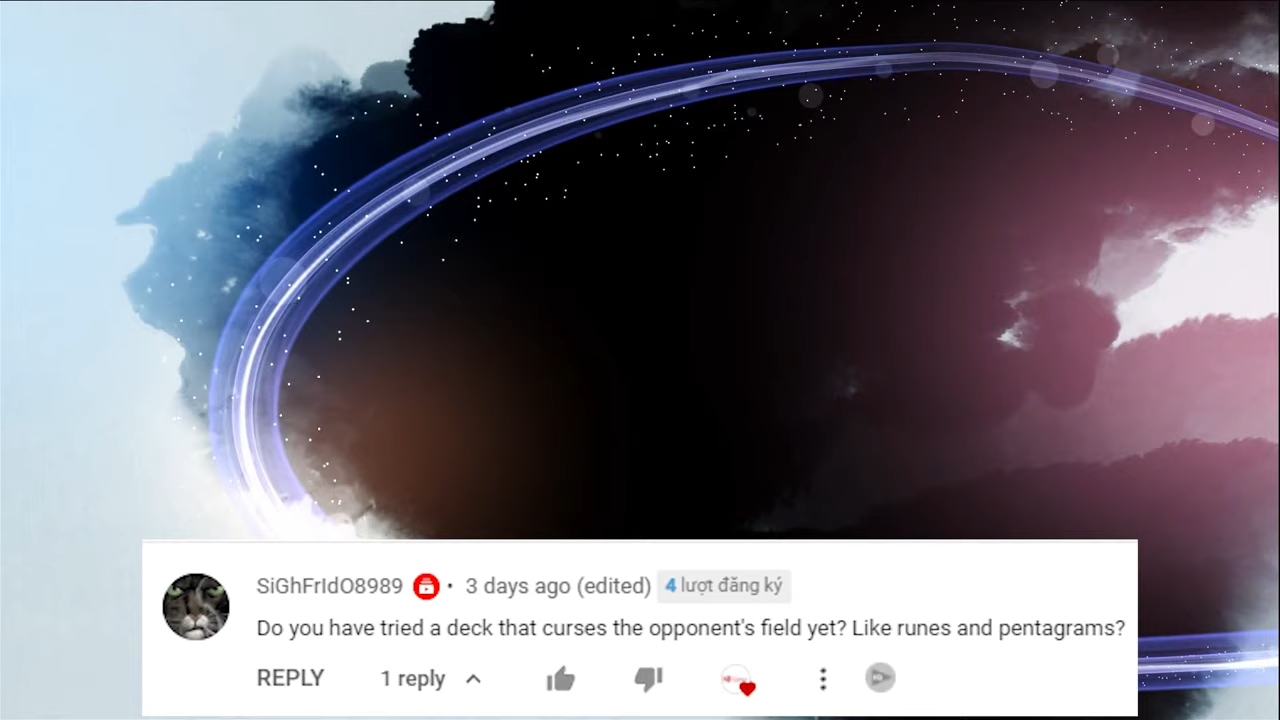 SiGhFrIdO8989 • 3 days ago (edited) 4 lượt đăng ký
Do you have tried a deck that curses the opponent's field yet? Like runes and pentagrams?
REPLY 1 reply